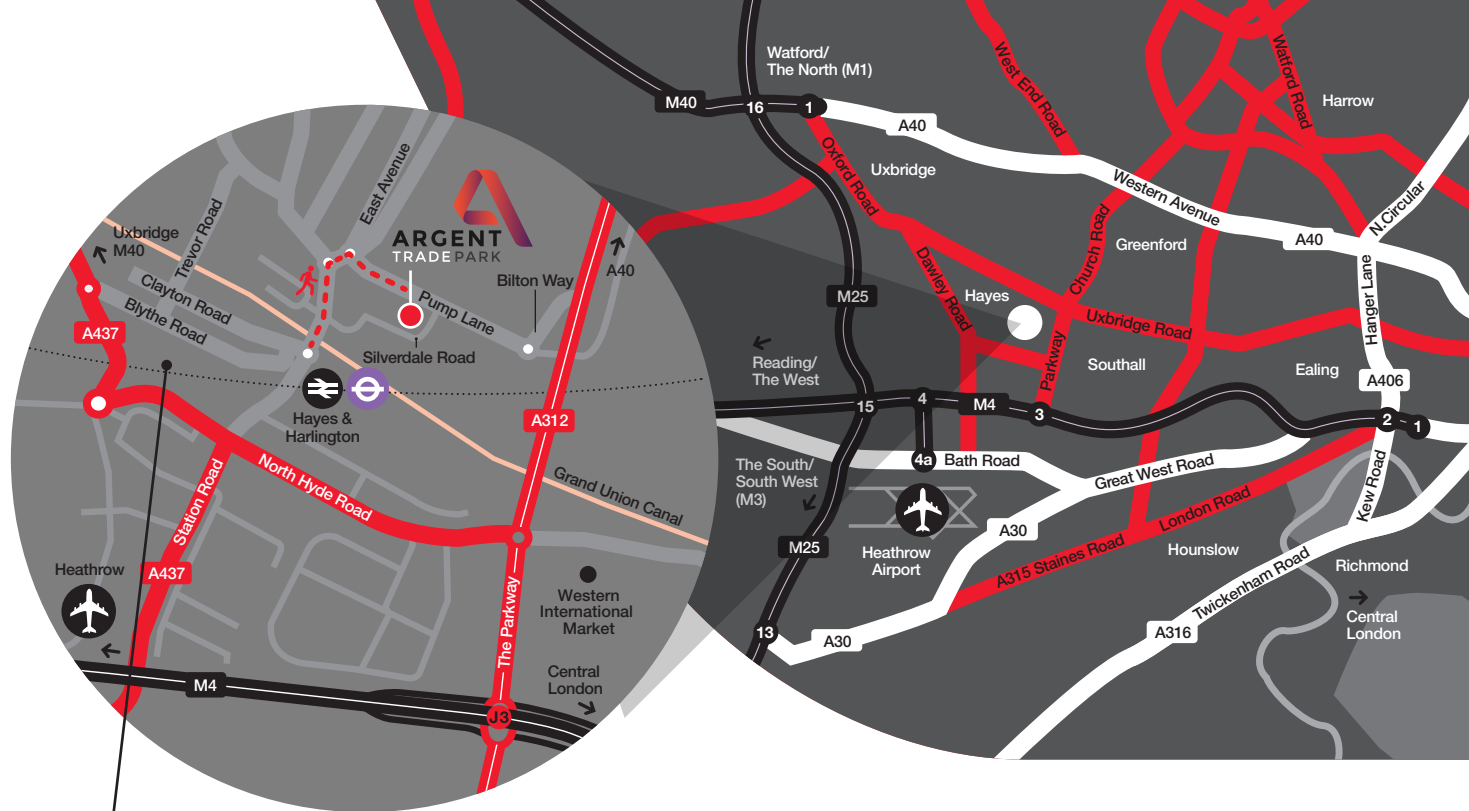 Watford/
The North (M1)
M40
16
1
A40
West End Road
Watford Road
Harrow
Oxford Road
Uxbridge
Western Avenue
N.Circular
A40
Church Road
Greenford
Dawley Road
Hayes
Hanger Lane
M25
Uxbridge Road
Reading/
The West
Parkway
Southall
Ealing
A406
15
4
M4
3
2
1
4a
Bath Road
The South/
South West
(M3)
Great West Road
Kew Road
London Road
A30
M25
Heathrow
Airport
A315 Staines Road
Hounslow
Richmond
Twickenham Road
Central
London
13
A30
A316
East Avenue
Trevor Road
Uxbridge
M40
ARGENT
TRADEPARK
A40
Bilton Way
Clayton Road
Blythe Road
Pump Lane
A437
Silverdale Road
Hayes &
Harlington
A312
North Hyde Road
Grand Union Canal
Station Road
Heathrow
A437
Western
International
Market
The Parkway
Central
London
M4
J3